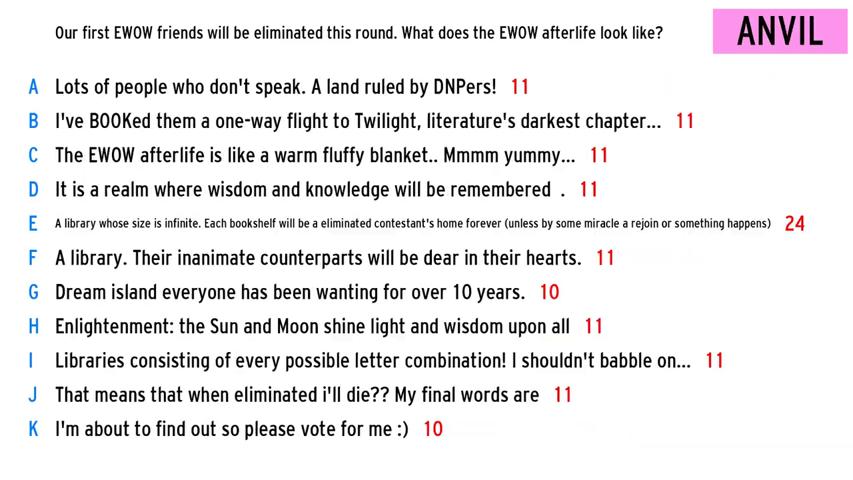 Our first EWOW friends will be eliminated this round. What does the EWOW afterlife look like?
ANVIL
A Lots of people who don't speak. A land ruled by DNPers! 11
B I've BOOKed them a one-way flight to Twilight, literature's darkest chapter... 11
C The EWOW afterlife is like a warm fluffy blanket.. Mmmm yummy... 11
D It is a realm where wisdom and knowledge will be remembered . 11
E A library whose size is infinite. Each bookshelf will be a eliminated contestant's home forever (unless by some miracle a rejoin or something happens) 24
F A library. Their inanimate counterparts will be dear in their hearts. 11
G Dream island everyone has been wanting for over 10 years. 10
H Enlightenment: the Sun and Moon shine light and wisdom upon all 11
I Libraries consisting of every possible letter combination! I shouldn't babble on... 11
J That means that when eliminated i'll die?? My final words are 11
K I'm about to find out so please vote for me :) 10